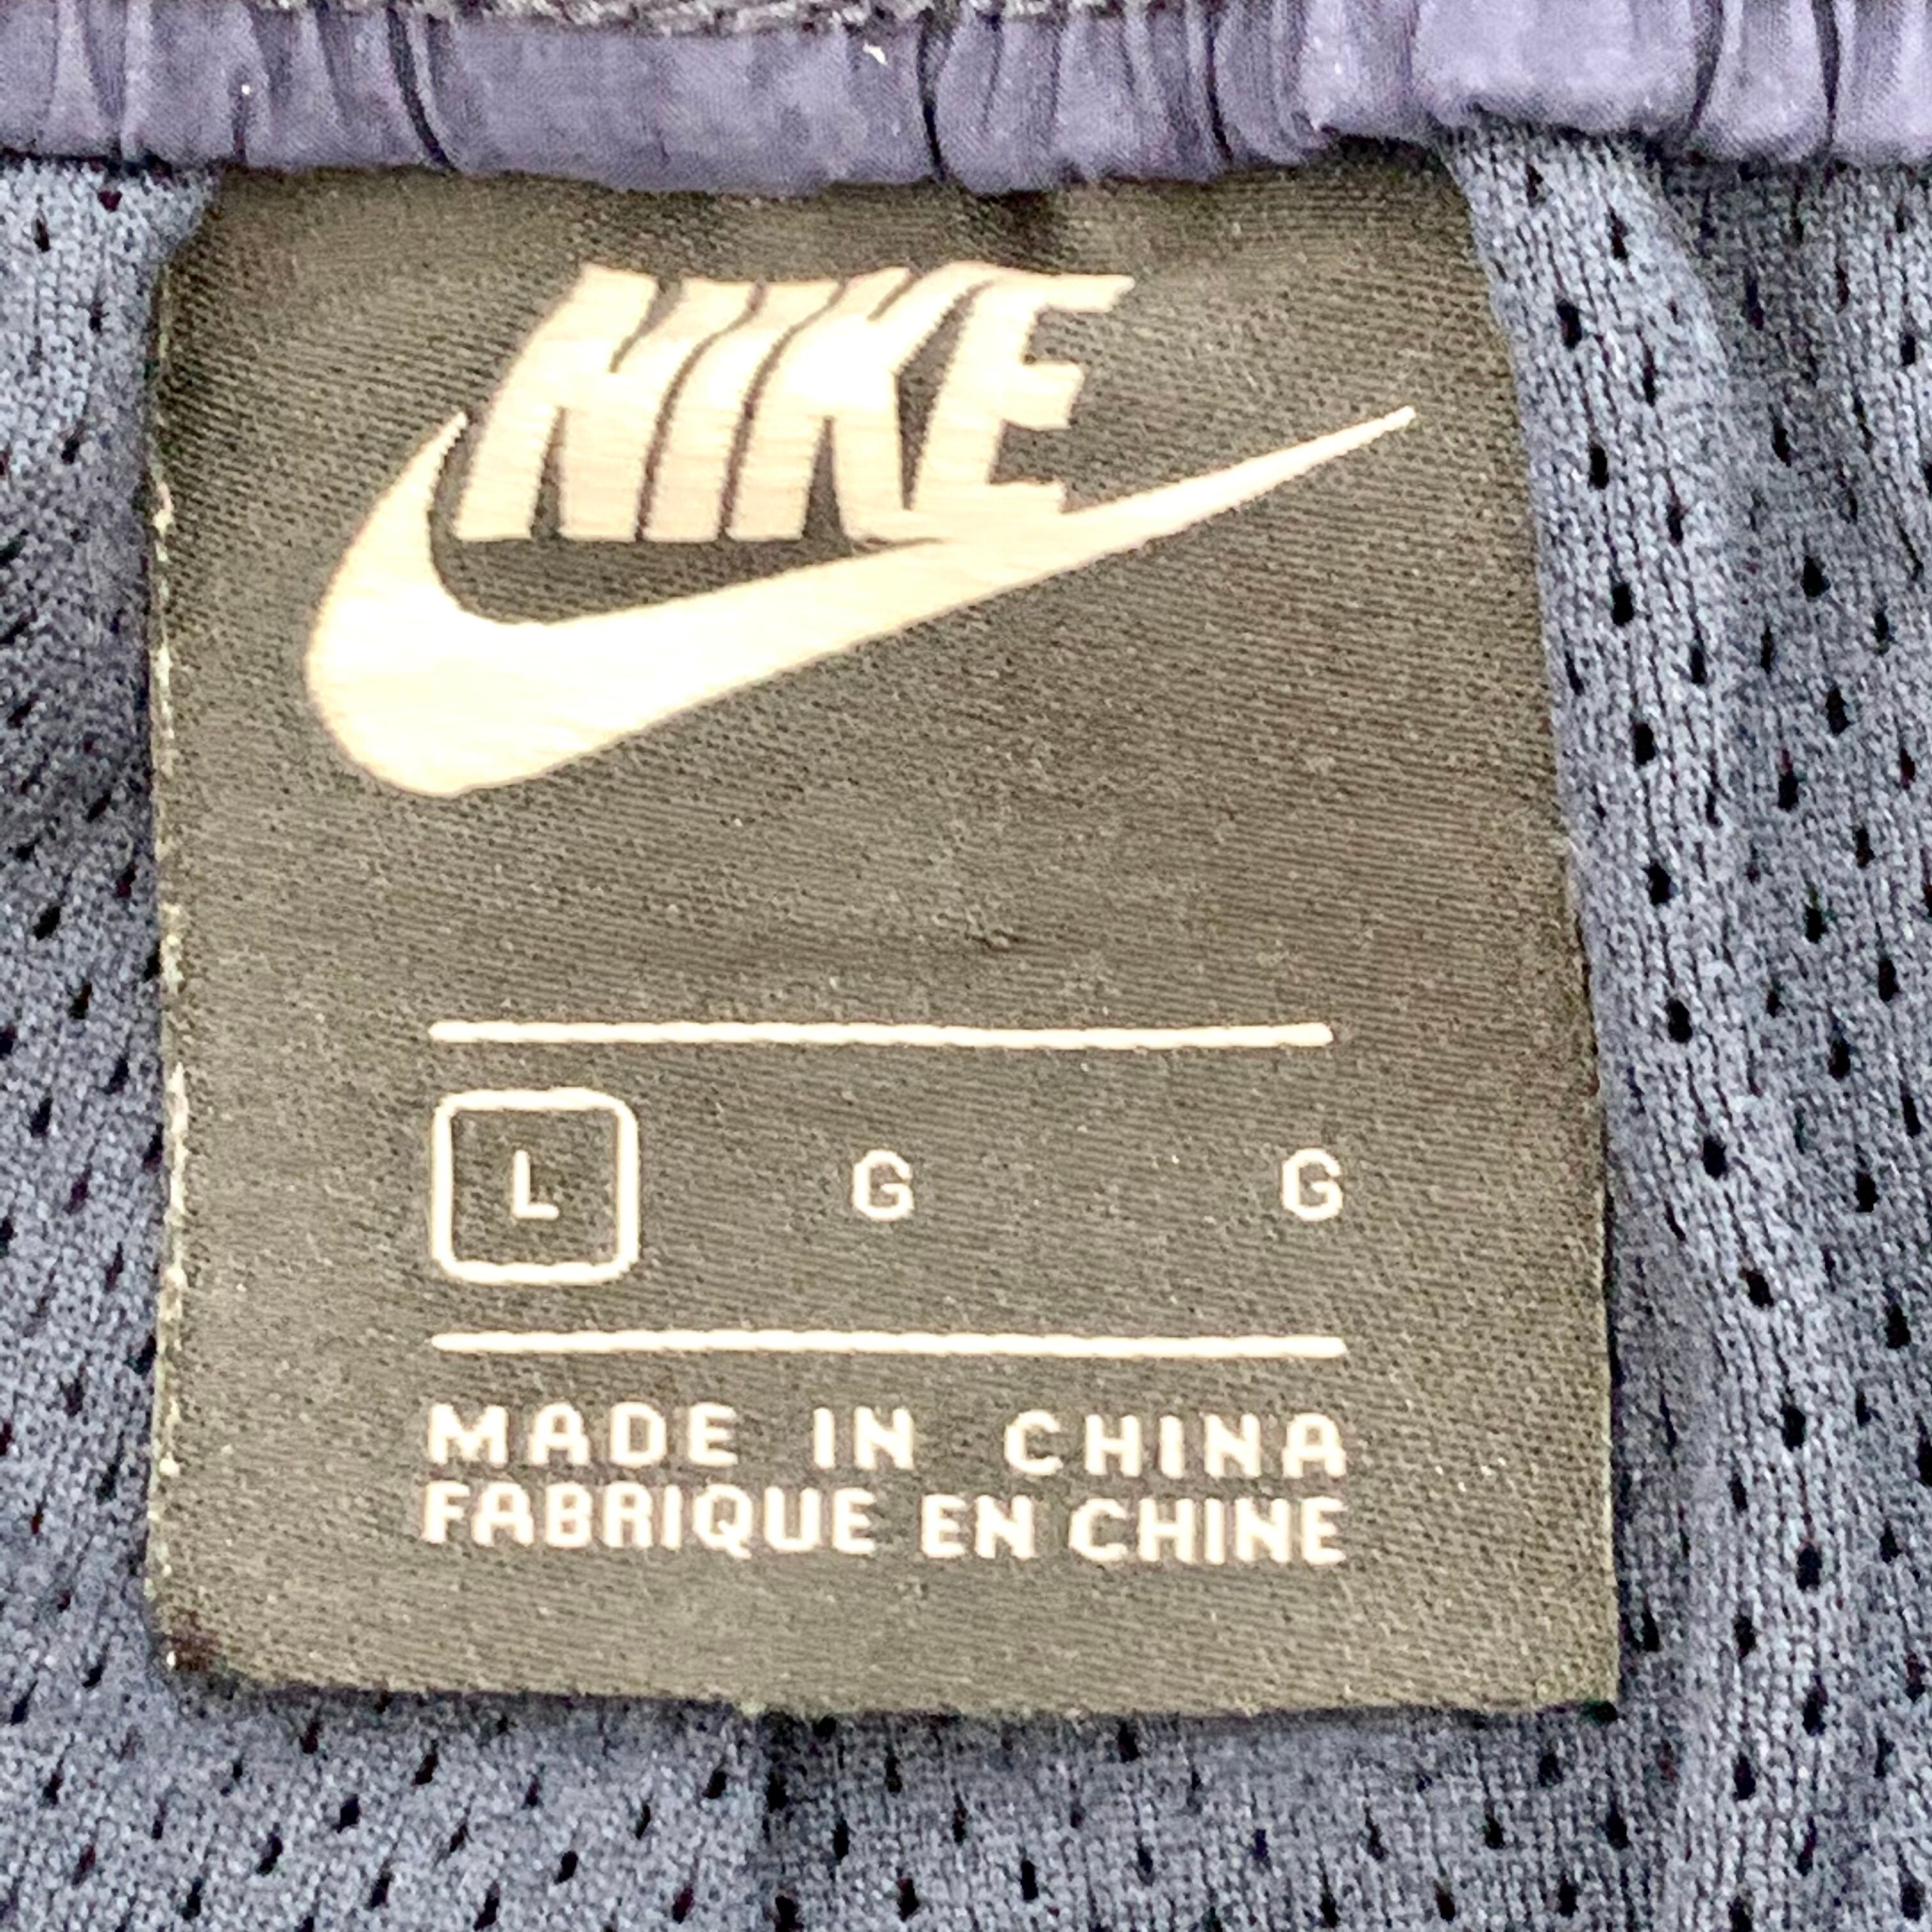 NIKE
L G G
MADE IN CHINA
FABRIQUE EN CHINE